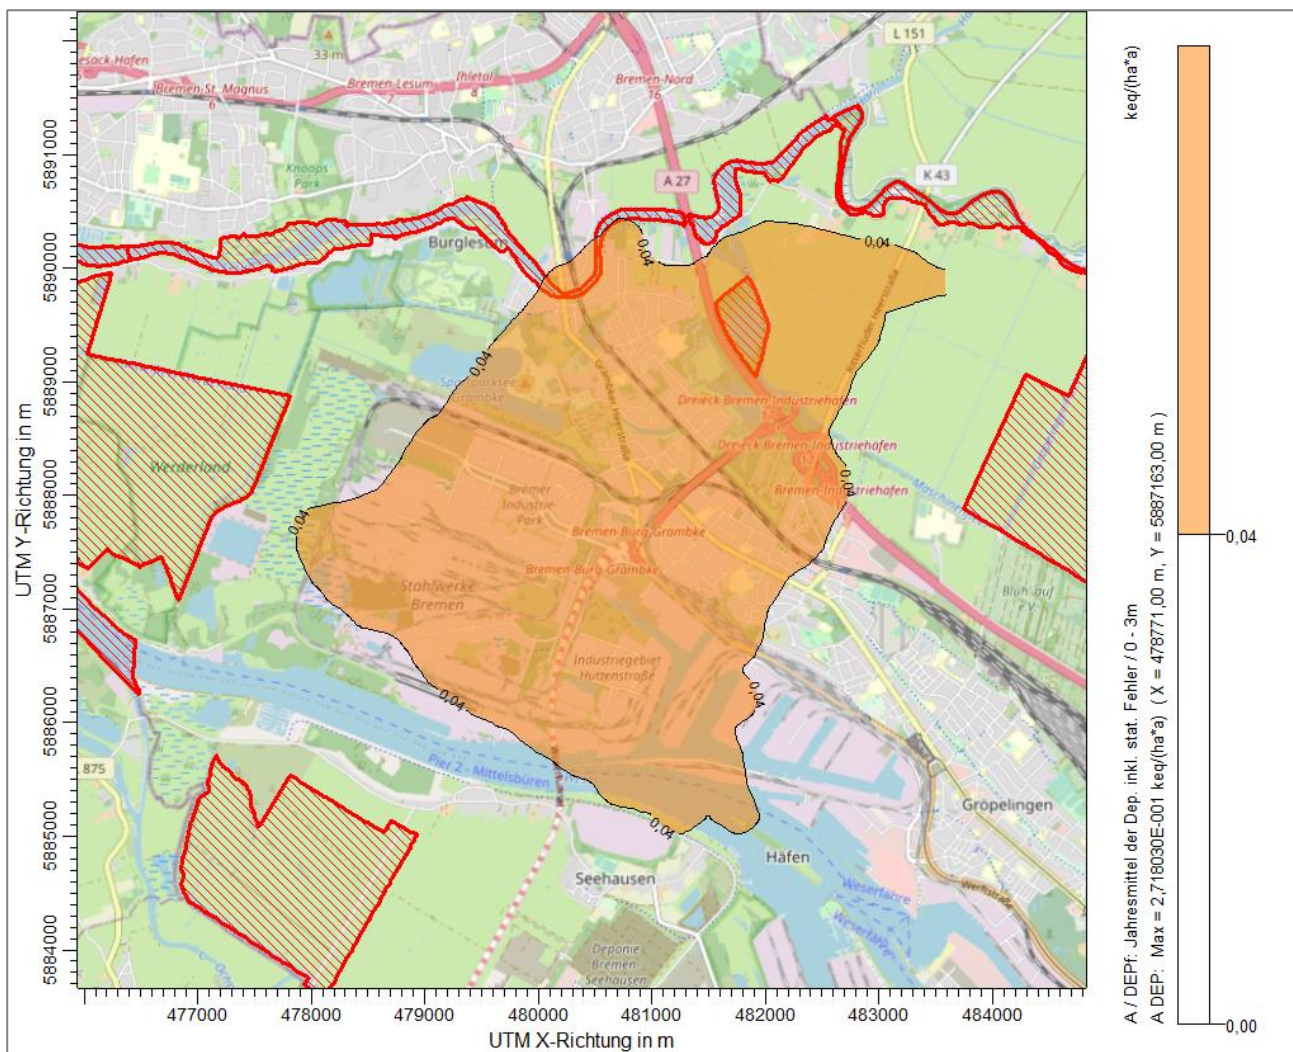 33 m
L 151
esack-Hafen
Bremen-St. Magnus
6
Bremen-Lesum
7
Ihletal
8
Bremen-Nord
16
Knoops
Park
A 27
K 43
Burglesum
0,04
0,04
0,04
Sportparksee
Grambke
Grambker Heerstraße
Dreieck Bremen-Industriehäfen
Dreieck Bremen-Industriehäfen
Bremen-Industriehäfen
0,04
Werderland
Bremer
Industrie-
Park
0,04
Bremen-Burg-Grambke
Bremen-Burg-Grambke
Stahlwerke
Bremen
Blüh' auf
e.V.
Industriegebiet
Hüttenstraße
0,04
0,04
875
Pier 2 - Mittelsbüren
0,04
Gröpelingen
Häfen
Seehausen
Weserfähre
Werftstraße
Weserfähre
Deponie
Bremen
Seehausen
5891000
5890000
5889000
5888000
5887000
5886000
5885000
5884000
UTM Y-Richtung in m
477000 478000 479000 480000 481000 482000 483000 484000
UTM X-Richtung in m
keq/(ha*a)
A / DEPf: Jahresmittel der Dep. inkl. stat. Fehler / 0 - 3m
A DEP: Max = 2,718030E-001 keq/(ha*a) ( X = 478771,00 m, Y = 5887163,00 m )
0,04
0,00